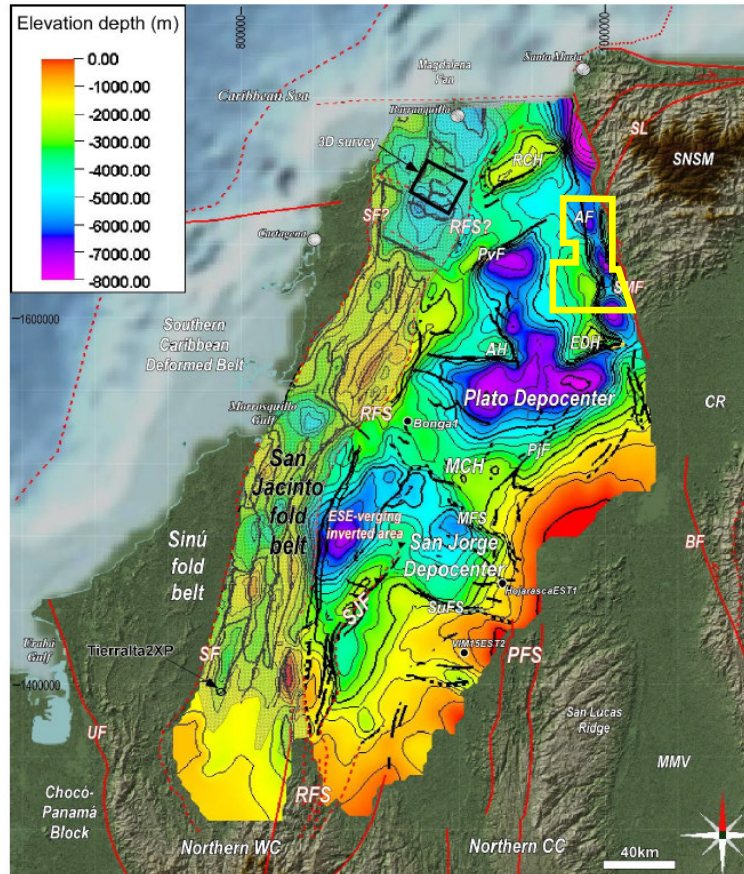 Elevation depth (m)
0.00
-1000.00
-2000.00
-3000.00
-4000.00
-5000.00
-6000.00
-7000.00
-8000.00
800000
1000000
Santa Marta
Magdalena
Fan
Caribbean Sea
Barranquilla
3D survey
SL
SNSM
RCH
SF?
RFS?
AF
Cartagena
PvF
SMF
1600000
Southern
Caribbean
Deformed Belt
AH
EDH
Plato Depocenter
CR
Morrosquillo
Gulf
RFS
Bonga1
San
Jacinto
fold
belt
MCH
PjF
ESE-verging
inverted area
MFS
San Jorge
Depocenter
BF
Sinú
fold
belt
HojarascaEST1
SJF
SuFS
Urabá
Gulf
Tierralta2XP
SF
VIM15EST2
PFS
1400000
San Lucas
Ridge
UF
MMV
Chocó-
Panamá
Block
RFS
Northern WC
Northern CC
40km